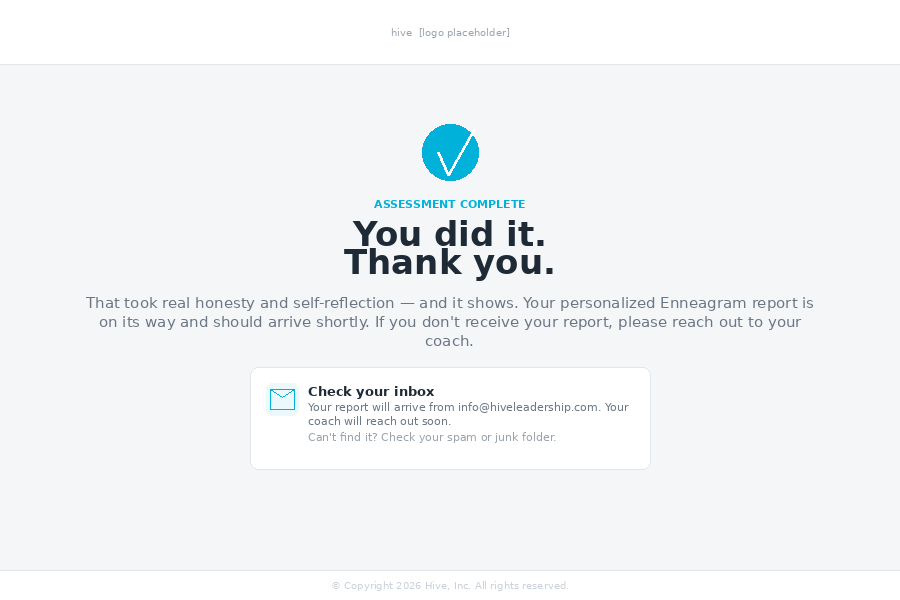 hive [logo placeholder]
ASSESSMENT COMPLETE
You did it.
Thank you.
That took real honesty and self-reflection — and it shows. Your personalized Enneagram report is
on its way and should arrive shortly. If you don't receive your report, please reach out to your
coach.
Check your inbox
Your report will arrive from info@hiveleadership.com. Your
coach will reach out soon.
Can't find it? Check your spam or junk folder.
© Copyright 2026 Hive, Inc. All rights reserved.